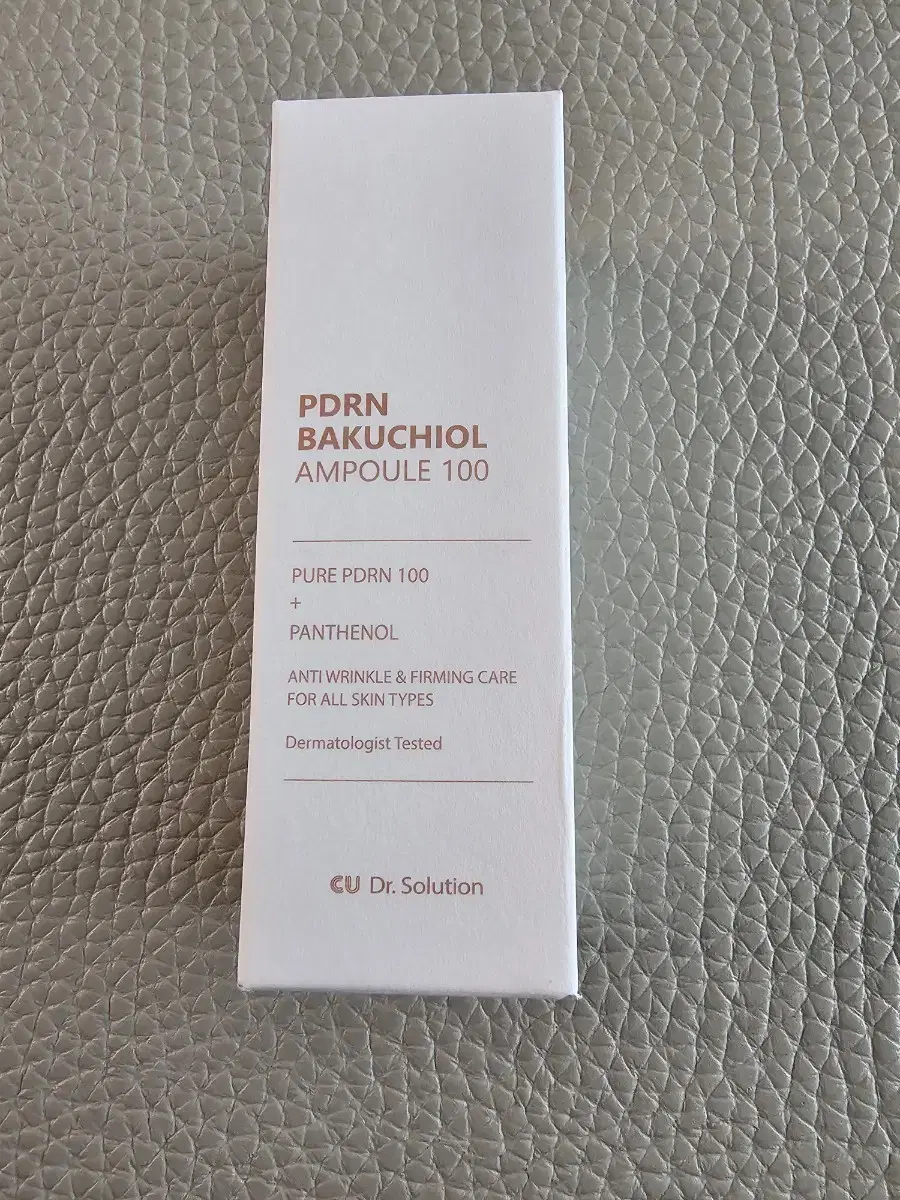 PDRN
BAKUCHIOL
AMPOULE 100
PURE PDRN 100
+
PANTHENOL
ANTI WRINKLE & FIRMING CARE
FOR ALL SKIN TYPES
Dermatologist Tested
CU Dr. Solution